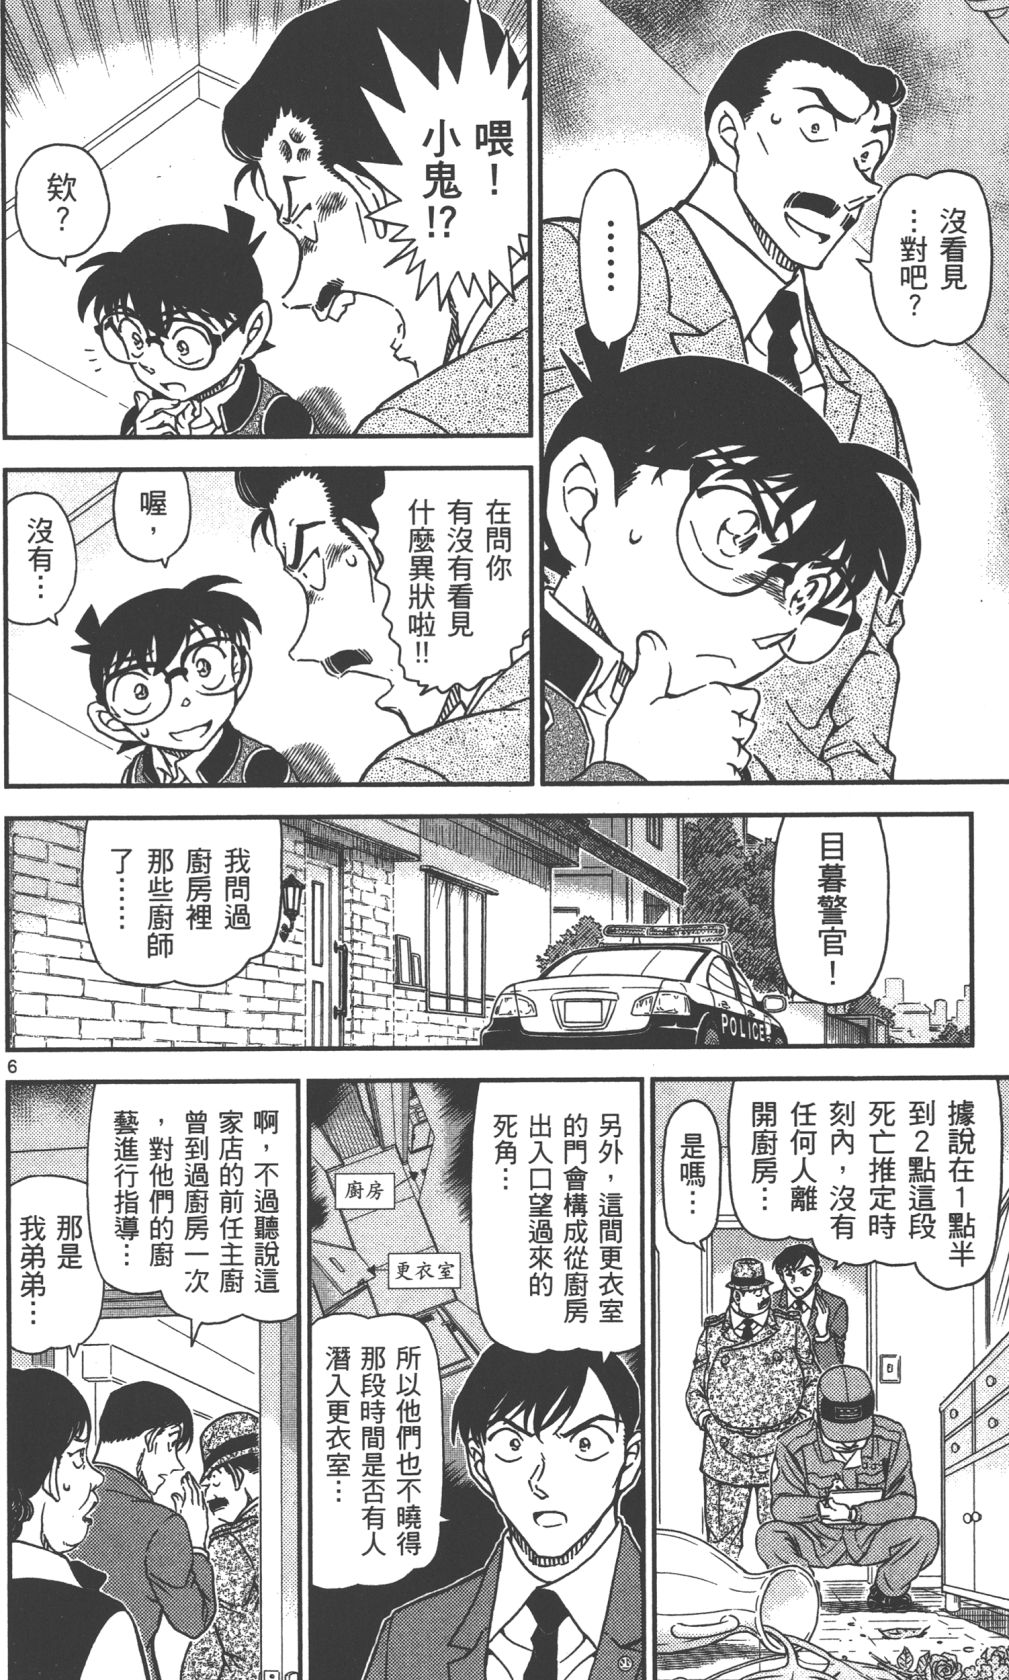 沒看見
…對吧？
………
喂！
小鬼!?
欸？
在問你
有沒有看見
什麼異狀啦!!
喔，
沒有…
目暮警官！
POLICE
我問過
廚房裡
那些廚師
了……
6
據說在1點半
到2點這段
死亡推定時
刻內，沒有
任何人離
開廚房…
是嗎…
另外，這間更衣室
的門會構成從廚房
出入口望過來的
死角…
廚房
更衣室
所以他們也不曉得
那段時間是否有人
潛入更衣室…
啊，不過聽說這
家店的前任主廚
曾到過廚房一次
，對他們的廚
藝進行指導…
那是
我弟弟…